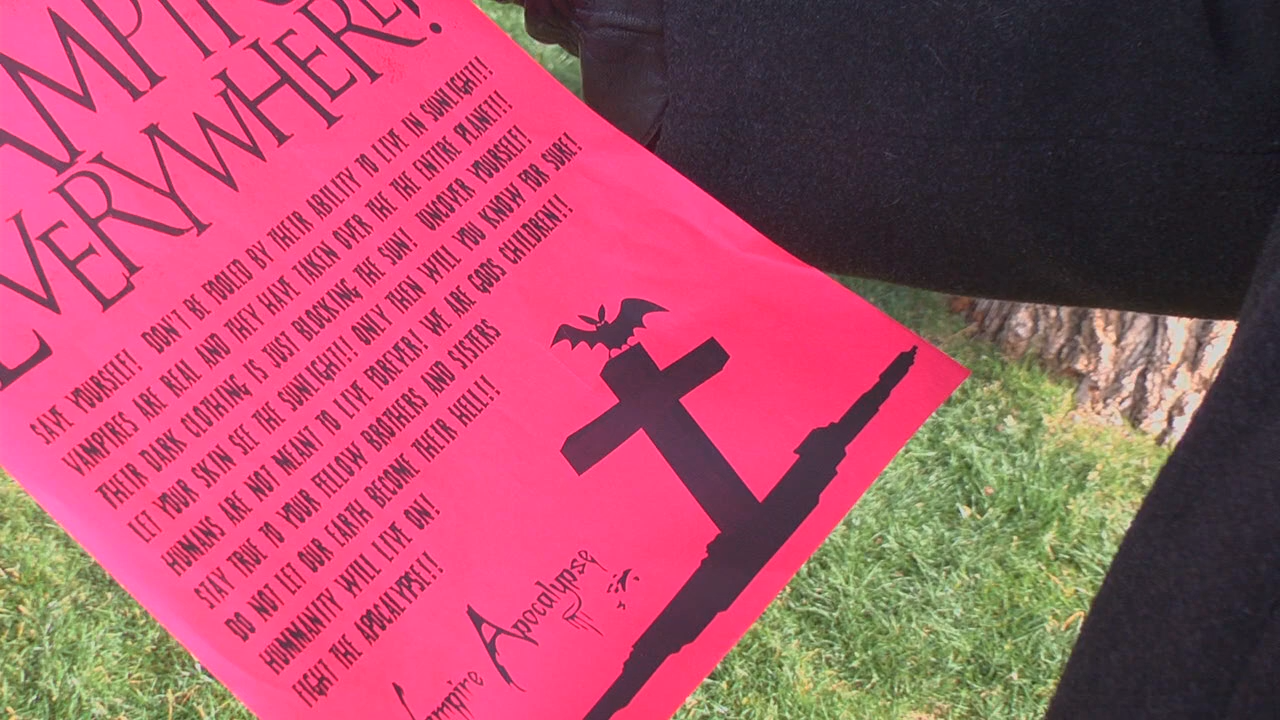 AMPIR
EVERYWHERE!
SAVE YOURSELF! DON'T BE FOOLED BY THEIR ABILITY TO LIVE IN SUNLIGHT!!!
VAMPIRES ARE REAL AND THEY HAVE TAKEN OVER THE THE ENTIRE PLANET!!!
THEIR DARK CLOTHING IS JUST BLOCKING THE SUN! UNCOVER YOURSELF!
LET YOUR SKIN SEE THE SUNLIGHT!! ONLY THEN WILL YOU KNOW FOR SURE!
HUMANS ARE NOT MEANT TO LIVE FOREVER! WE ARE GODS CHILDREN!!
STAY TRUE TO YOUR FELLOW BROTHERS AND SISTERS
DO NOT LET OUR EARTH BECOME THEIR HELL!!
HUMMANITY WILL LIVE ON!
FIGHT THE APOCALYPSE!!
Vampire Apocalypse